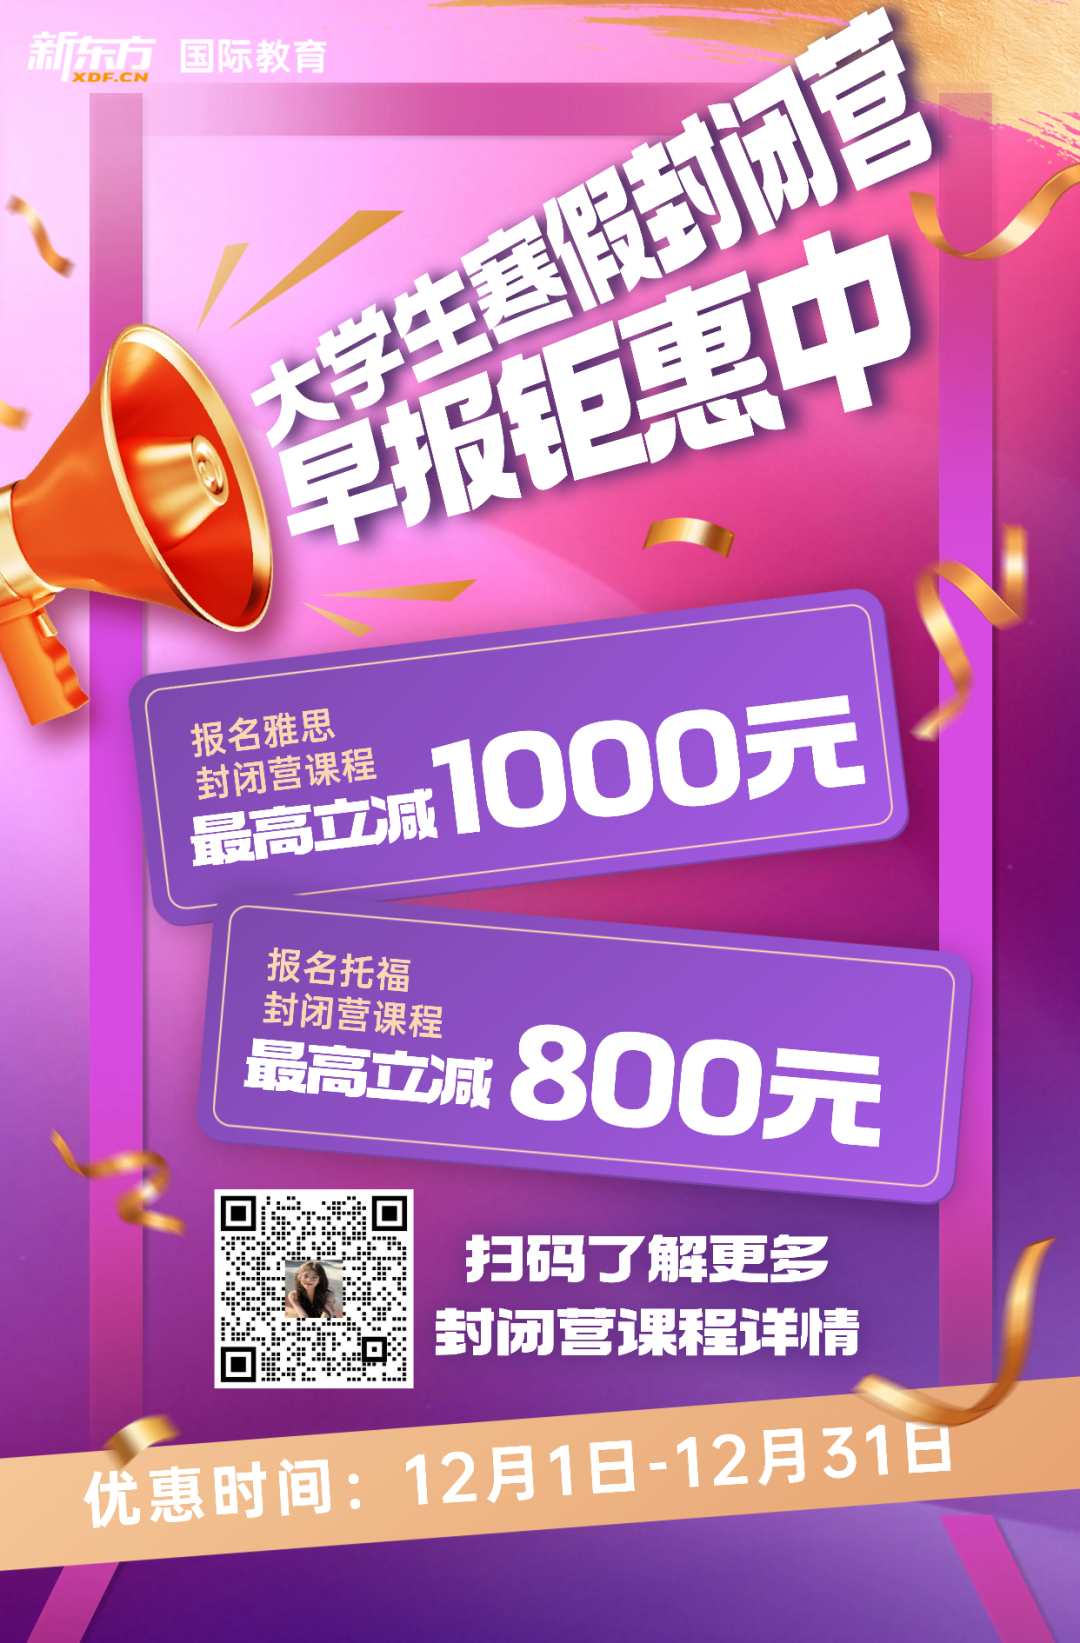 新东方 国际教育
XDF.CN
大学生寒假封闭营
早报钜惠中
报名雅思
封闭营课程
最高立减1000元
报名托福
封闭营课程
最高立减800元
扫码了解更多
封闭营课程详情
优惠时间：12月1日-12月31日